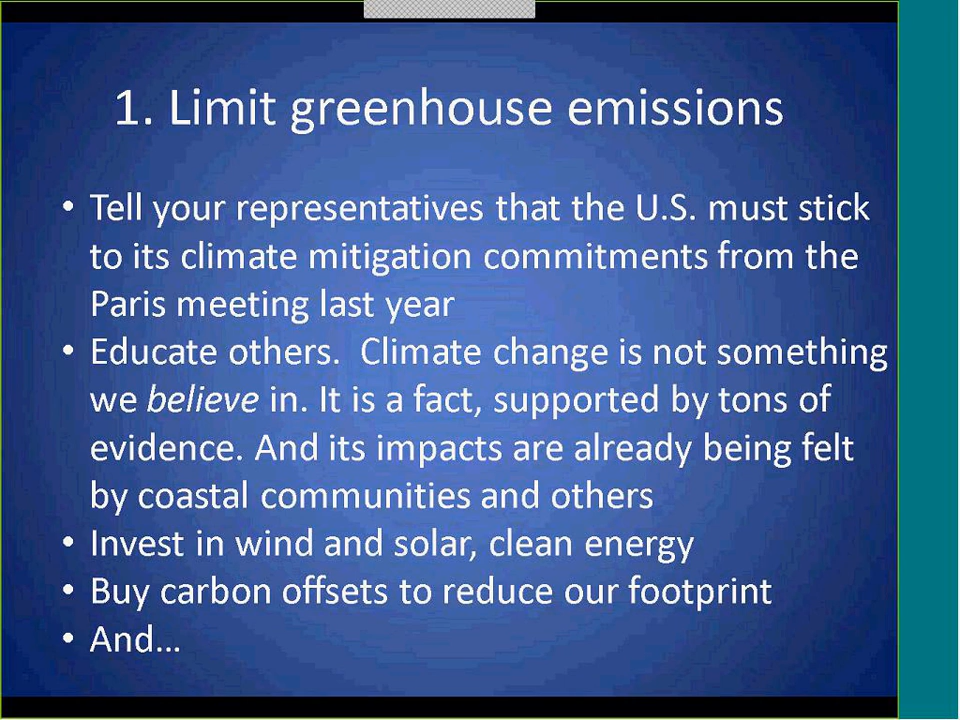 1. Limit greenhouse emissions
• Tell your representatives that the U.S. must stick
to its climate mitigation commitments from the
Paris meeting last year
• Educate others.  Climate change is not something
we believe in. It is a fact, supported by tons of
evidence. And its impacts are already being felt
by coastal communities and others
• Invest in wind and solar, clean energy
• Buy carbon offsets to reduce our footprint
• And…